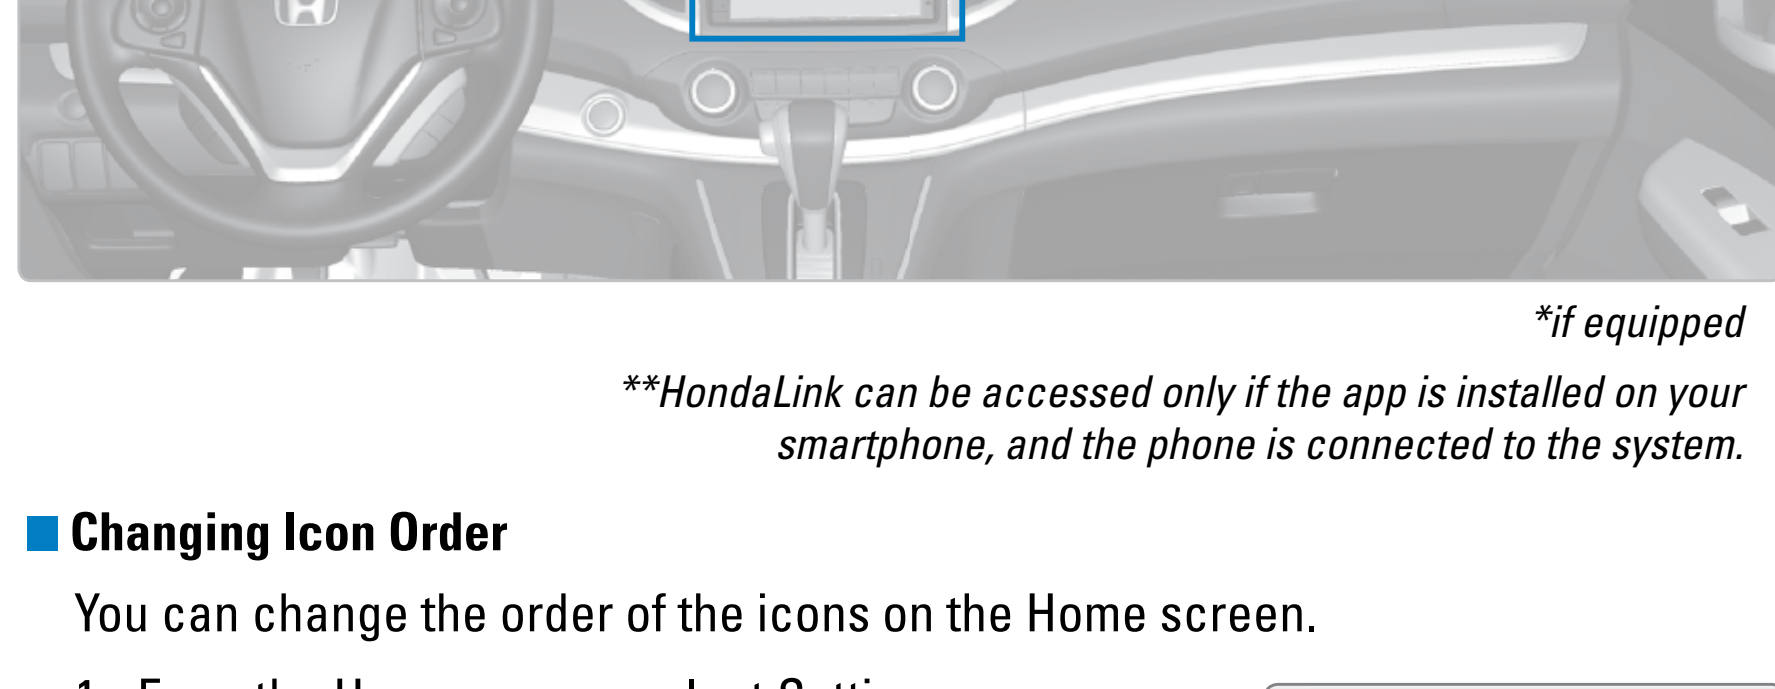 *if equipped
**HondaLink can be accessed only if the app is installed on your
smartphone, and the phone is connected to the system.
Changing Icon Order
You can change the order of the icons on the Home screen.